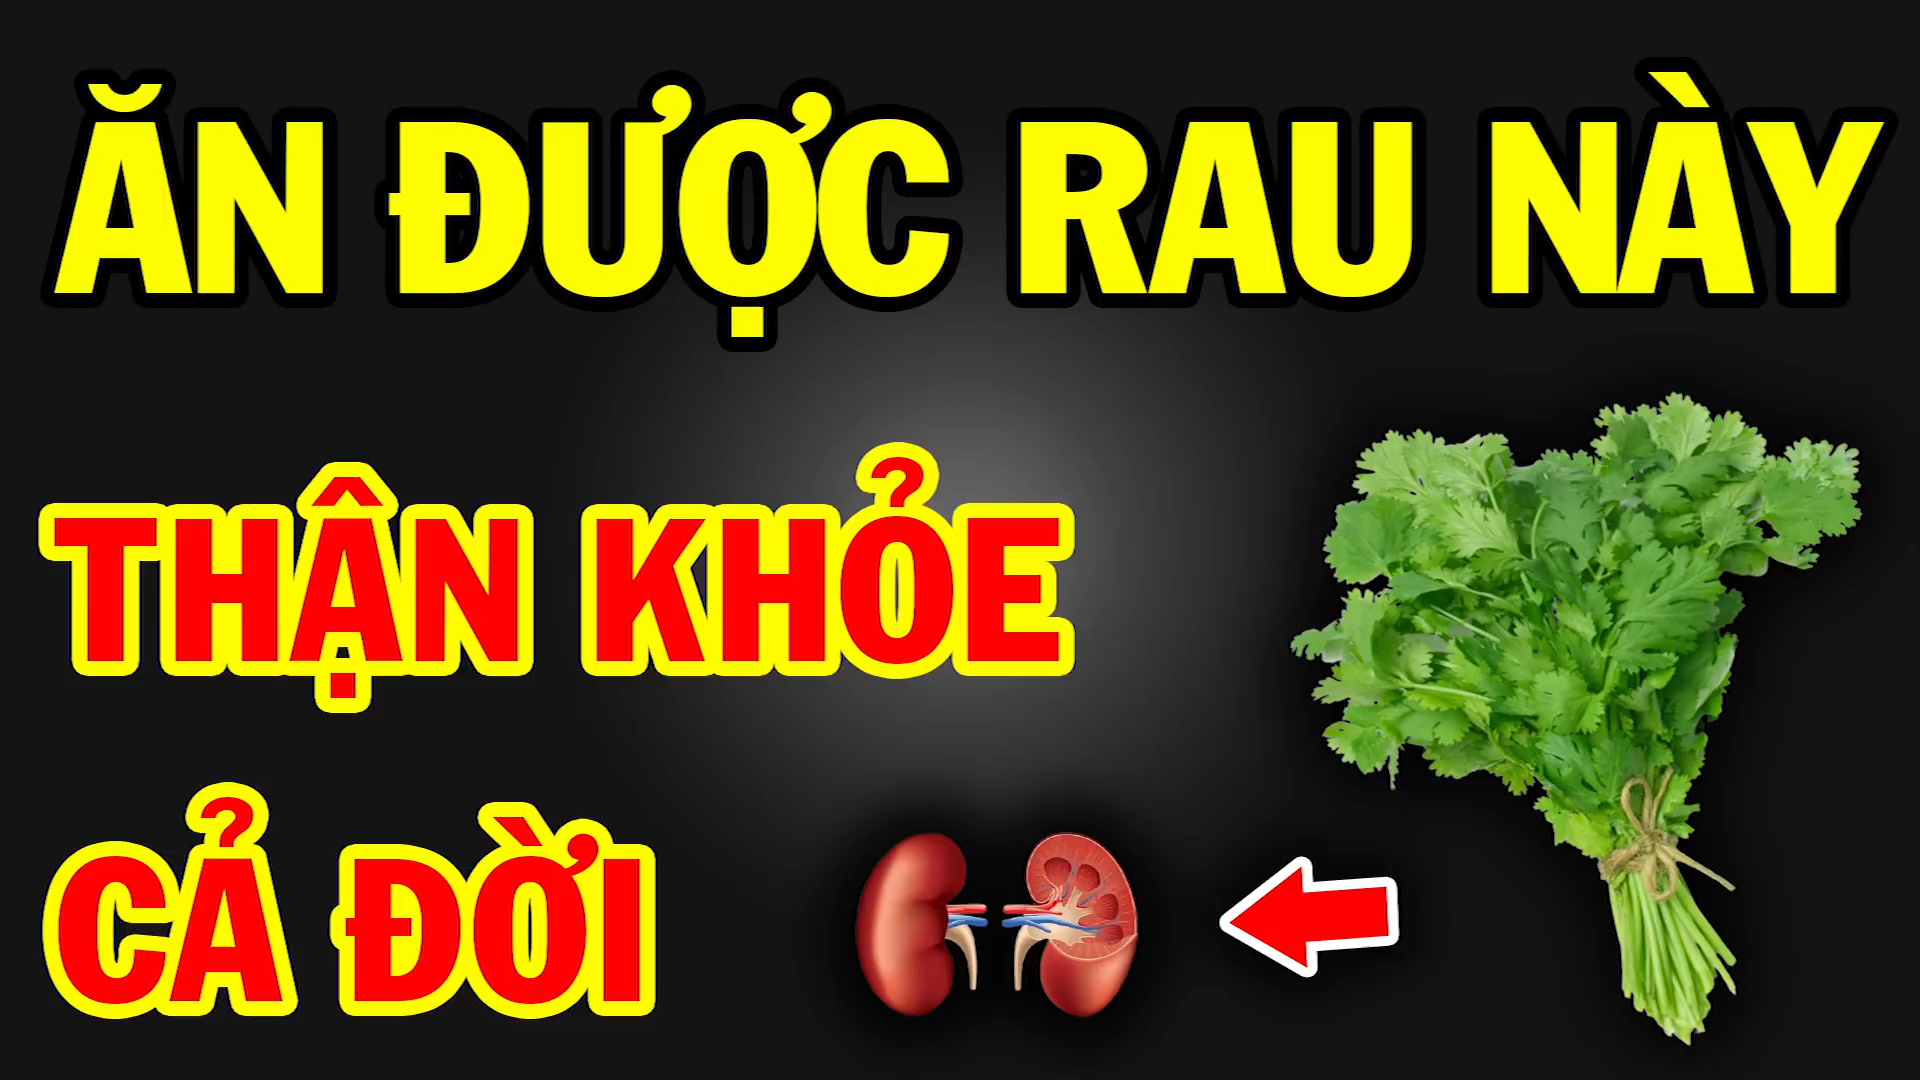 ĂN ĐƯỢC RAU NÀY
THẬN KHỎE
CẢ ĐỜI